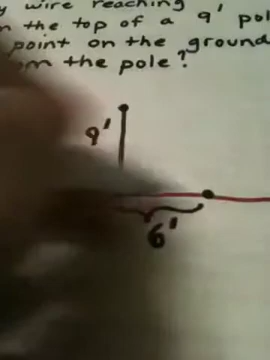 wire reaching
the top of a 9' pol
point on the ground
the pole?
9'
6'